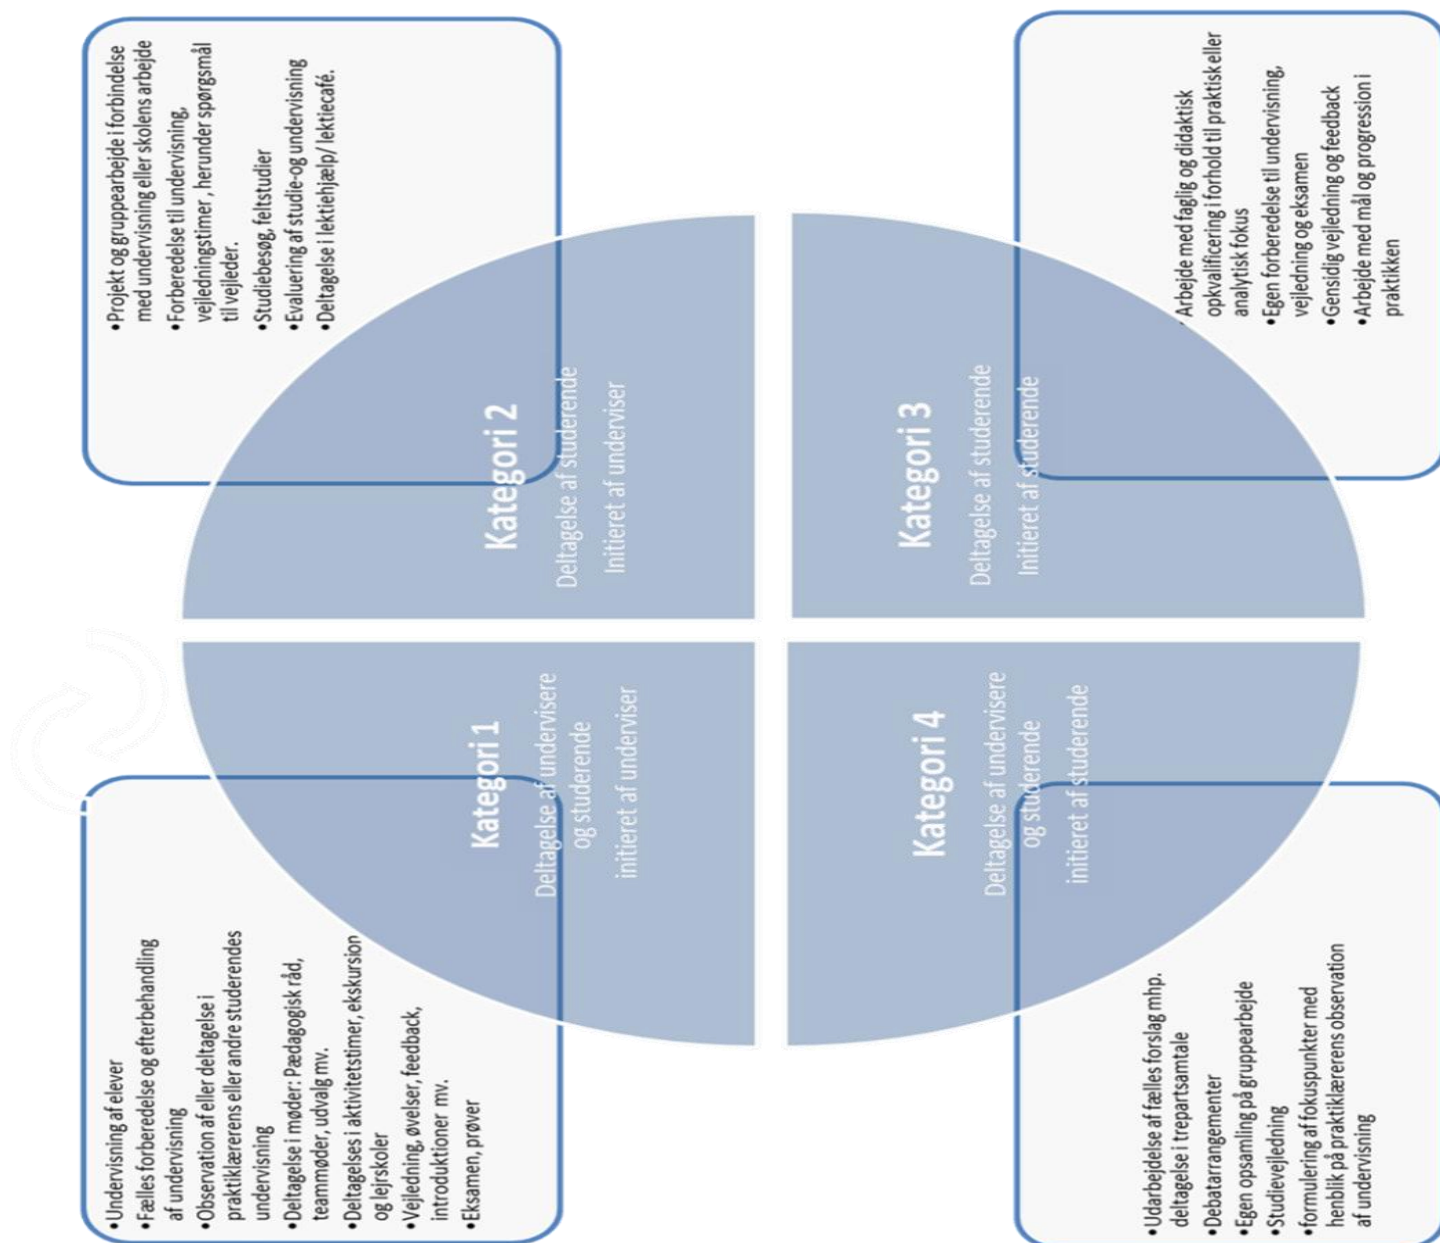 •Undervisning af elever
•Fælles forberedelse og efterbehandling
af undervisning
•Observation af eller deltagelse i
praktiklærerens eller andre studerendes
undervisning
•Deltagelse i møder: Pædagogisk råd,
teammøder, udvalg mv.
•Deltagelses i aktivitetstimer, ekskursion
og lejrskoler
•Vejledning, øvelser, feedback,
introduktioner mv.
•Eksamen, prøver
Kategori 1
Deltagelse af undervisere
og studerende
initieret af underviser
•Projekt og gruppearbejde i forbindelse
med undervisning eller skolens arbejde
•Forberedelse til undervisning,
vejledningstimer , herunder spørgsmål
til vejleder.
•Studiebesøg, feltstudier
•Evaluering af studie-og undervisning
•Deltagelse i lektiehjælp/ lektiecafé.
Kategori 2
Deltagelse af studerende
Initieret af underviser
Kategori 4
Deltagelse af undervisere
og studerende
initieret af studerende
•Udarbejdelse af fælles forslag mhp.
deltagelse i trepartsamtale
•Debatarrangementer
•Egen opsamling på gruppearbejde
•Studievejledning
•formulering af fokuspunkter med
henblik på praktiklærerens observation
af undervisning
Kategori 3
Deltagelse af studerende
Initieret af studerende
•Arbejde med faglig og didaktisk
opkvalificering i forhold til praktisk eller
analytisk fokus
•Egen forberedelse til undervisning,
vejledning og eksamen
•Gensidig vejledning og feedback
•Arbejde med mål og progression i
praktikken